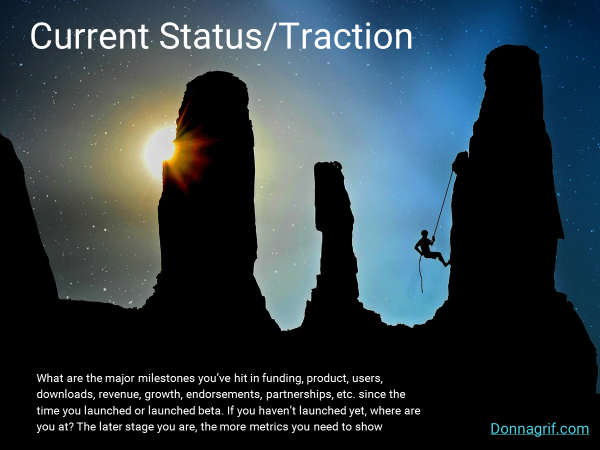 Current Status/Traction
What are the major milestones you've hit in funding, product, users,
downloads, revenue, growth, endorsements, partnerships, etc. since the
time you launched or launched beta. If you haven't launched yet, where are
you at? The later stage you are, the more metrics you need to show
Donnagrif.com